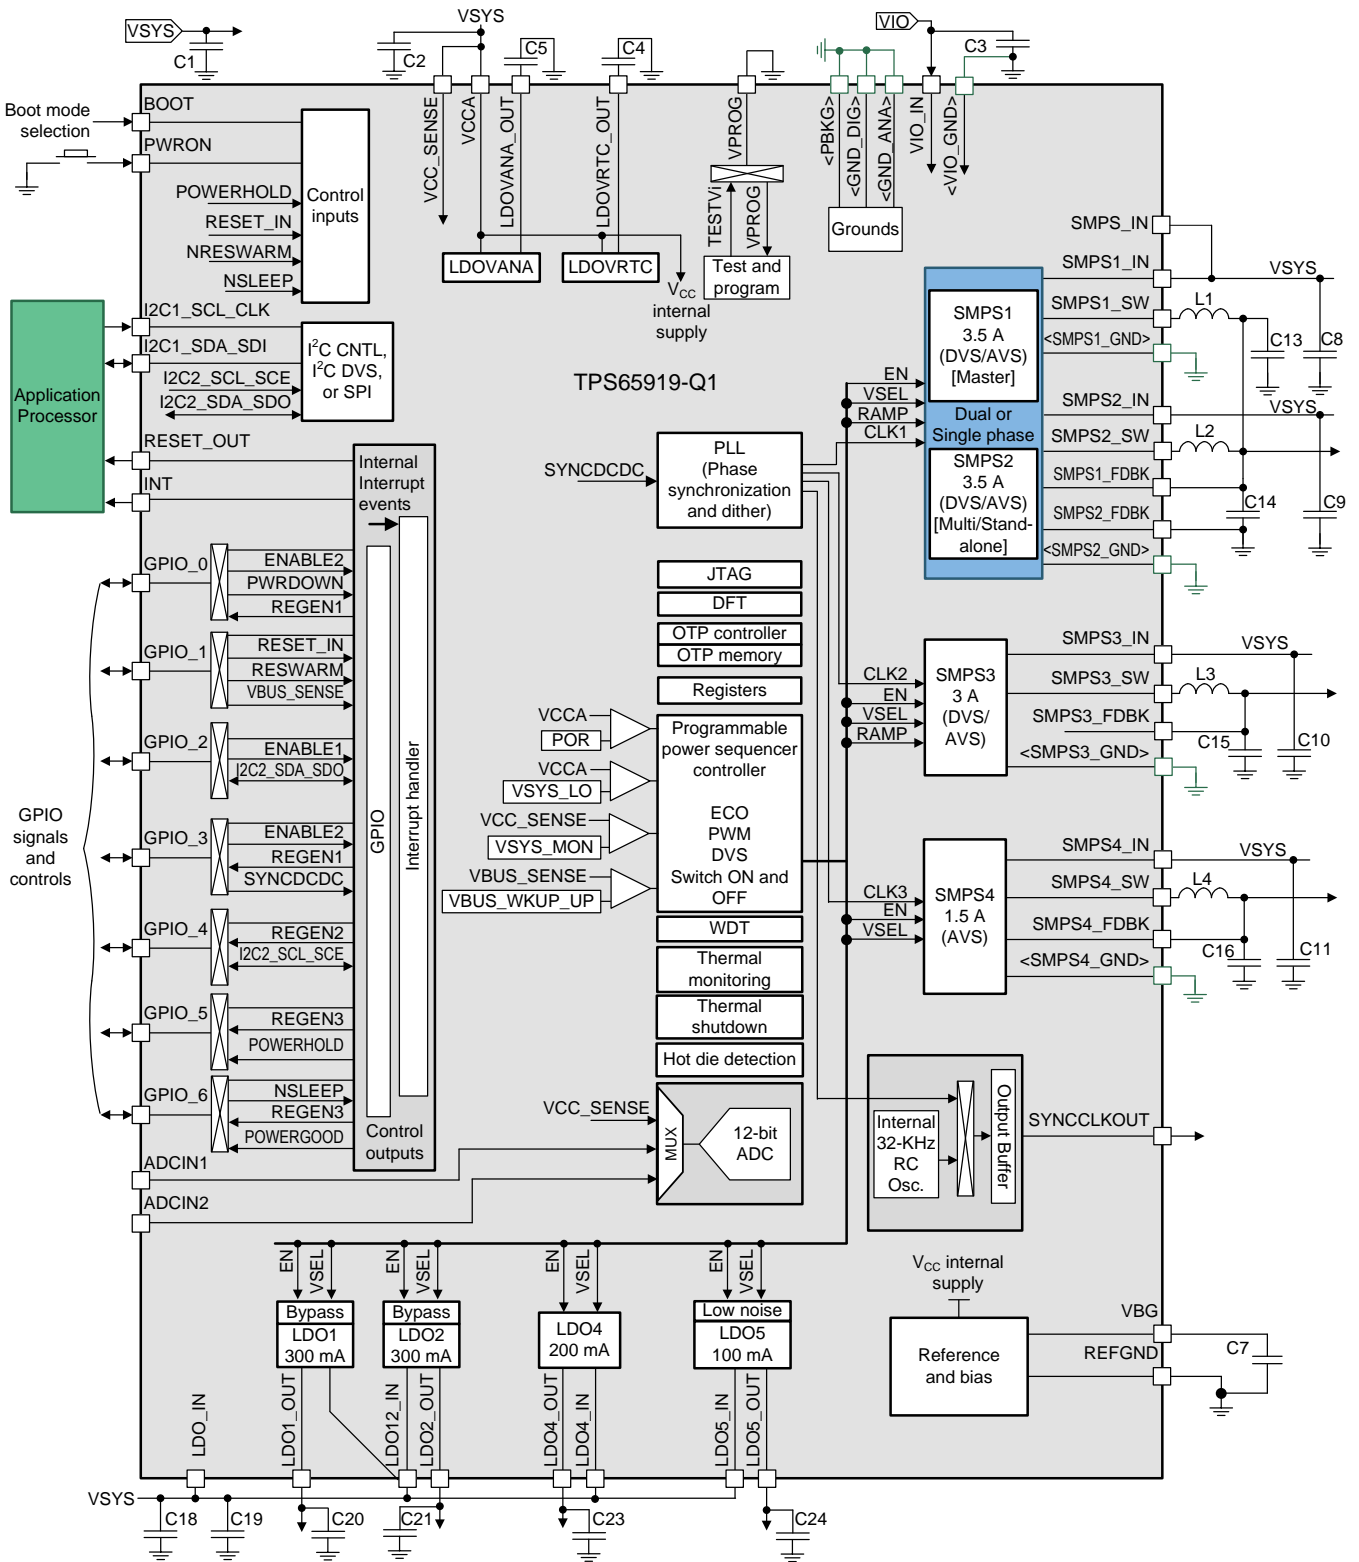 VSYS
C1
VSYS
C2
C5
C4
VIO
C3
Boot mode
selection
BOOT
PWRON
POWERHOLD
RESET_IN
NRESWARM
NSLEEP
Control
inputs
VCC_SENSE
VCCA
LDOVANA_OUT
LDOVRTC_OUT
VPROG
TESTVi
VPROG
<PBKG>
<GND_DIG>
<GND_ANA>
VIO_IN
<VIO_GND>
LDOVANA
LDOVRTC
VCC
internal
supply
Test and
program
Grounds
Application
Processor
I2C1_SCL_CLK
I2C1_SDA_SDI
I2C2_SCL_SCE
I2C2_SDA_SDO
I2C CNTL,
I2C DVS,
or SPI
RESET_OUT
INT
TPS65919-Q1
SMPS_IN
SMPS1_IN
VSYS
SMPS1_SW
L1
<SMPS1_GND>
C13
C8
SMPS2_IN
VSYS
SMPS2_SW
L2
SMPS1_FDBK
C14
C9
SMPS2_FDBK
<SMPS2_GND>
SMPS1
3.5 A
(DVS/AVS)
[Master]
Dual or
Single phase
SMPS2
3.5 A
(DVS/AVS)
[Multi/Stand-
alone]
EN
VSEL
RAMP
CLK1
SYNCDCDC
PLL
(Phase
synchronization
and dither)
Internal
Interrupt
events
GPIO
Interrupt handler
Control
outputs
GPIO
signals
and
controls
GPIO_0
ENABLE2
PWRDOWN
REGEN1
GPIO_1
RESET_IN
RESWARM
VBUS_SENSE
GPIO_2
ENABLE1
I2C2_SDA_SDO
GPIO_3
ENABLE2
REGEN1
SYNCDCDC
GPIO_4
REGEN2
I2C2_SCL_SCE
GPIO_5
REGEN3
POWERHOLD
GPIO_6
NSLEEP
REGEN3
POWERGOOD
ADCIN1
ADCIN2
JTAG
DFT
OTP controller
OTP memory
Registers
VCCA
POR
VCCA
VSYS_LO
VCC_SENSE
VSYS_MON
VBUS_SENSE
VBUS_WKUP_UP
Programmable
power sequencer
controller
ECO
PWM
DVS
Switch ON and
OFF
WDT
Thermal
monitoring
Thermal
shutdown
Hot die detection
VCC_SENSE
MUX
12-bit
ADC
CLK2
EN
VSEL
RAMP
SMPS3
3 A
(DVS/
AVS)
SMPS3_IN
VSYS
SMPS3_SW
L3
SMPS3_FDBK
C15
C10
<SMPS3_GND>
CLK3
EN
VSEL
SMPS4
1.5 A
(AVS)
SMPS4_IN
VSYS
SMPS4_SW
L4
SMPS4_FDBK
C16
C11
<SMPS4_GND>
Internal
32-KHz
RC
Osc.
Output Buffer
SYNCCLKOUT
VCC internal
supply
Reference
and bias
VBG
REFGND
C7
EN
VSEL
EN
VSEL
EN
VSEL
EN
VSEL
Bypass
LDO1
300 mA
Bypass
LDO2
300 mA
LDO4
200 mA
Low noise
LDO5
100 mA
LDO_IN
LDO1_OUT
LDO12_IN
LDO2_OUT
LDO4_OUT
LDO4_IN
LDO5_IN
LDO5_OUT
VSYS
C18
C19
C20
C21
C23
C24